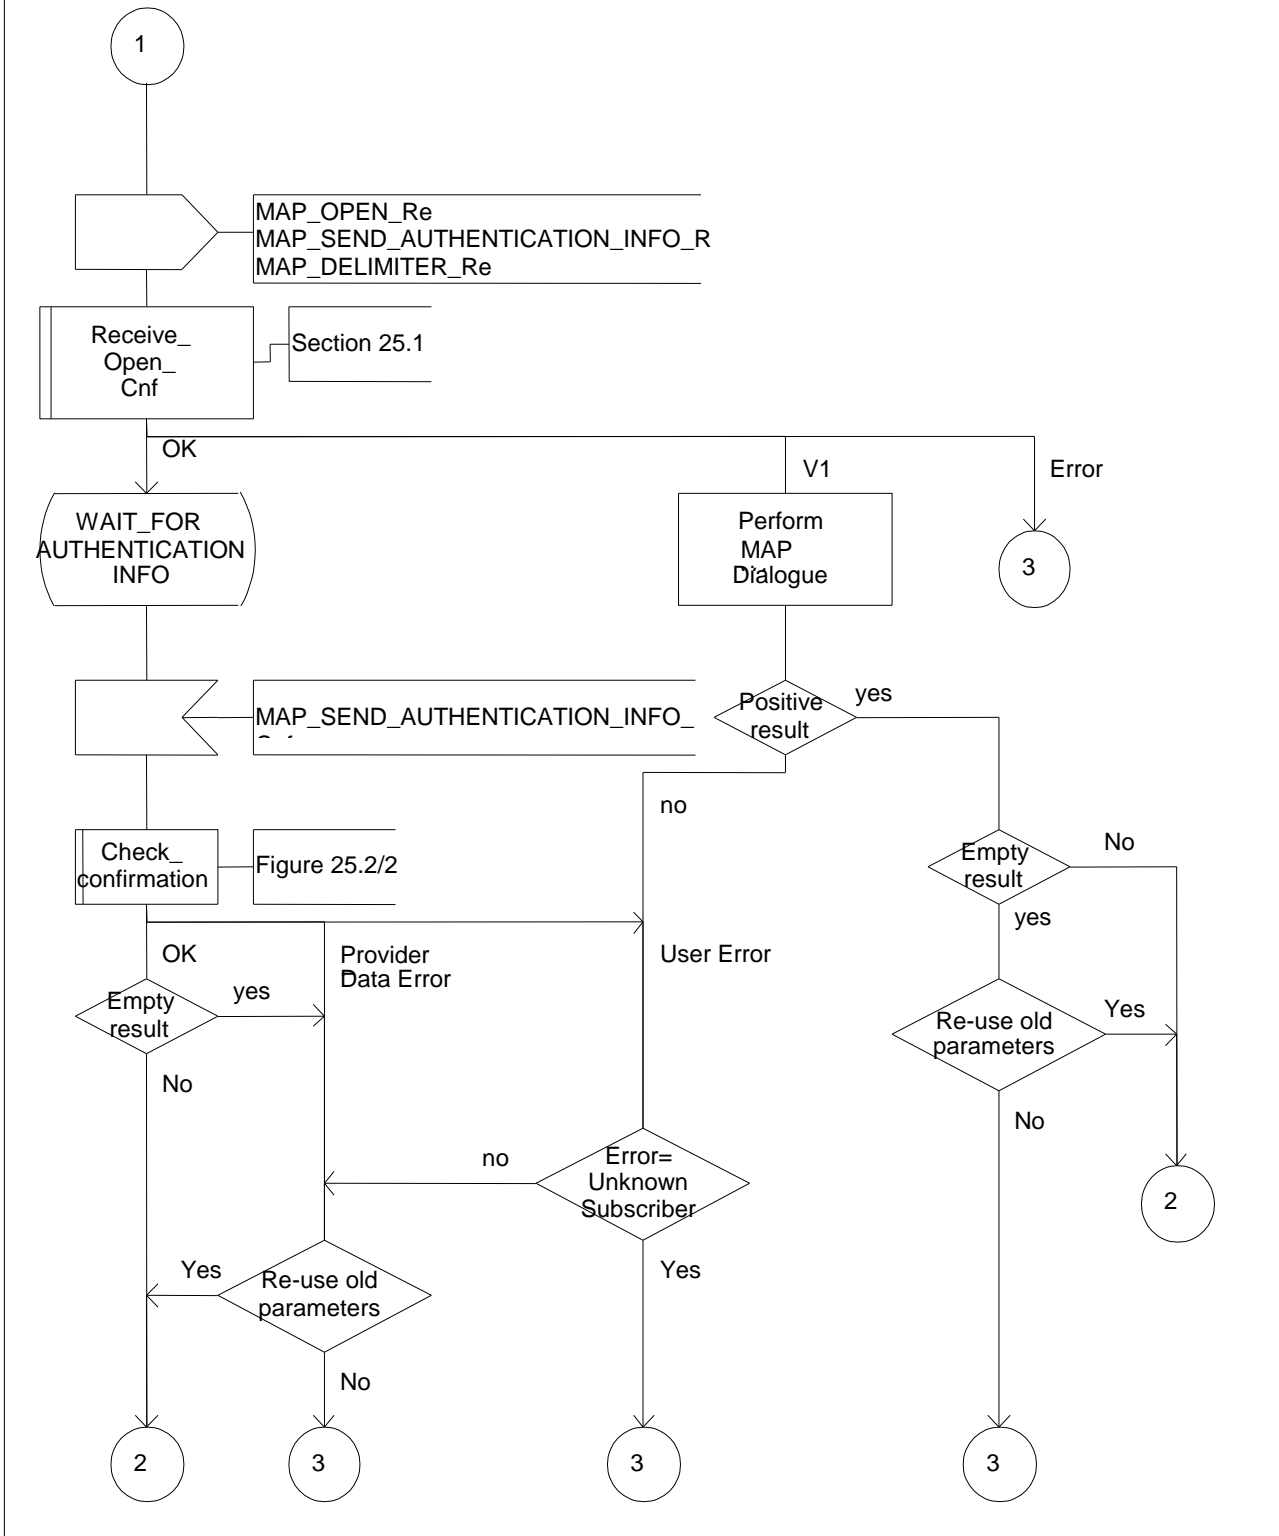 1
MAP_OPEN_Re
MAP_SEND_AUTHENTICATION_INFO_R
MAP_DELIMITER_Re
Receive_
Open_
Cnf
Section 25.1
OK
V1
Error
WAIT_FOR
AUTHENTICATION
INFO
Perform
MAP
Dialogue
3
MAP_SEND_AUTHENTICATION_INFO_
Positive
result
yes
no
Check_
confirmation
Figure 25.2/2
Empty
result
No
yes
OK
Provider
Data Error
User Error
Empty
result
yes
No
Re-use old
parameters
Yes
No
Error=
Unknown
Subscriber
no
Yes
2
Re-use old
parameters
Yes
No
2
3
3
3